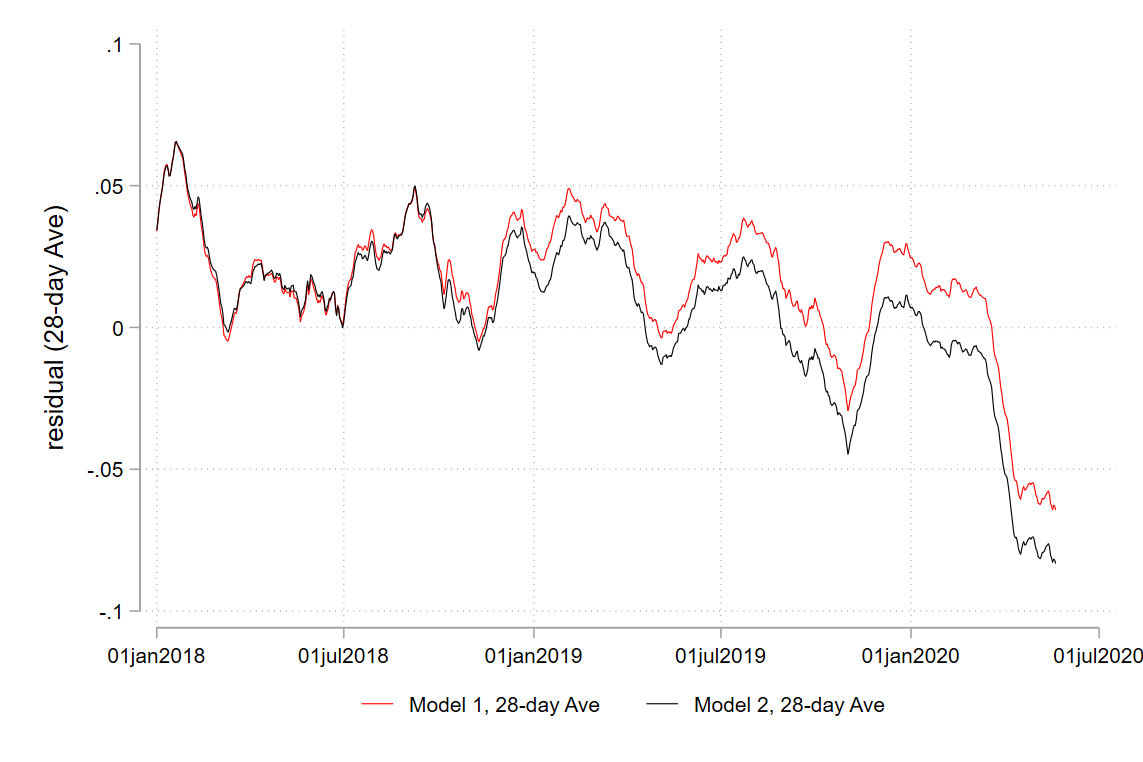 residual (28-day Ave)
.1
.05
0
-.05
-.1
01jan2018 01jul2018 01jan2019 01jul2019 01jan2020 01jul2020
Model 1, 28-day Ave Model 2, 28-day Ave